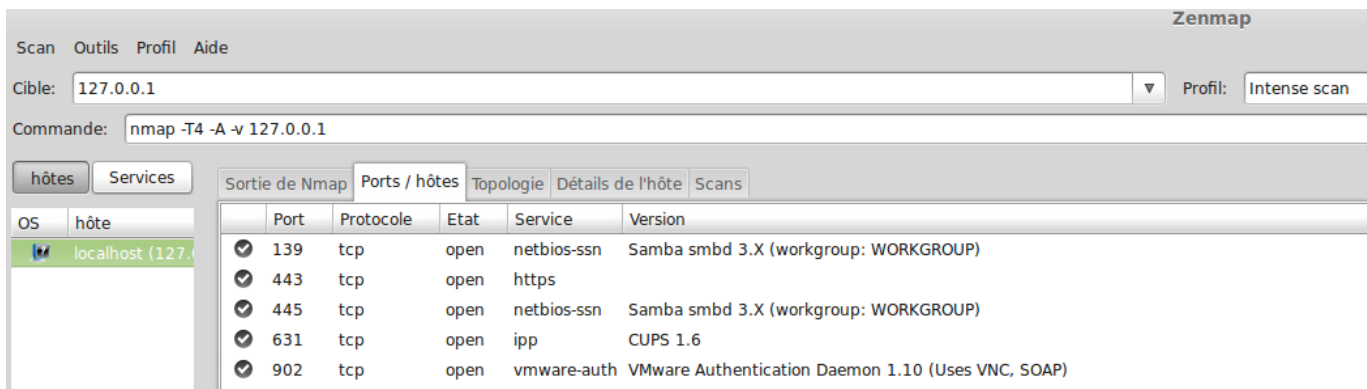 Zenmap
Scan Outils Profil Aide
Cible: 127.0.0.1 Profil: Intense scan
Commande: nmap -T4 -A -v 127.0.0.1
hôtes Services Sortie de Nmap Ports / hôtes Topologie Détails de l'hôte Scans
OS hôte Port Protocole Etat Service Version
localhost (127.0 139 tcp open netbios-ssn Samba smbd 3.X (workgroup: WORKGROUP)
443 tcp open https
445 tcp open netbios-ssn Samba smbd 3.X (workgroup: WORKGROUP)
631 tcp open ipp CUPS 1.6
902 tcp open vmware-auth VMware Authentication Daemon 1.10 (Uses VNC, SOAP)